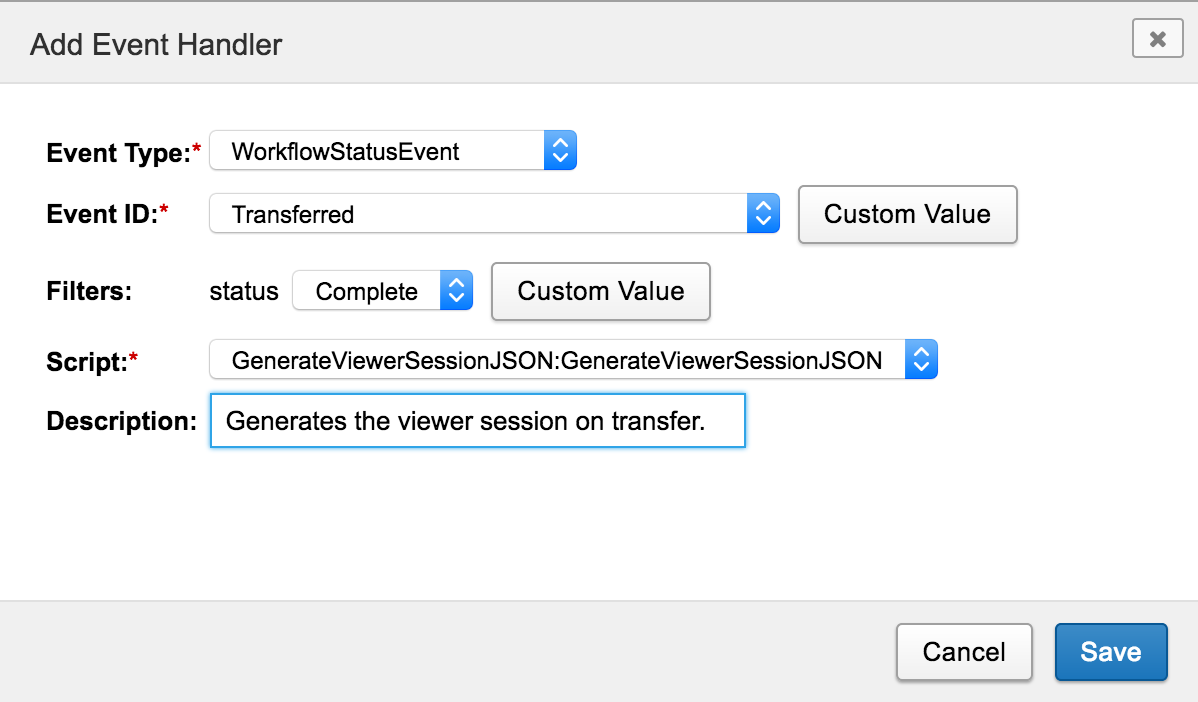 Add Event Handler
Event Type:* WorkflowStatusEvent
Event ID:* Transferred Custom Value
Filters: status Complete Custom Value
Script:* GenerateViewerSessionJSON:GenerateViewerSessionJSON
Description: Generates the viewer session on transfer.
Cancel Save